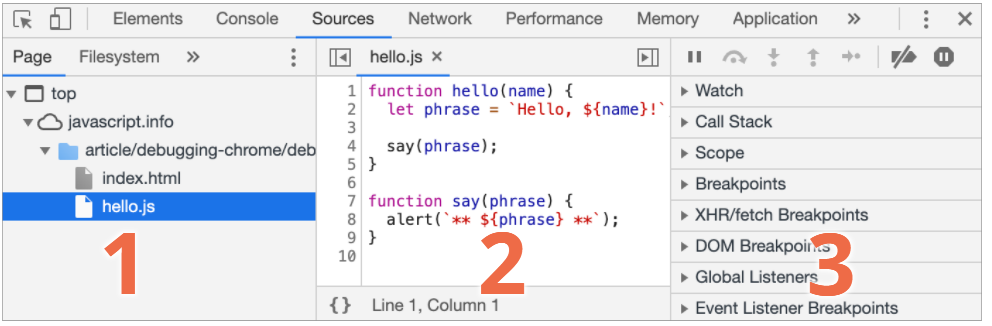 Elements Console Sources Network Performance Memory Application »
Page Filesystem »
top
javascript.info
article/debugging-chrome/deb
index.html
hello.js
1
hello.js ×
1 function hello(name) {
2 let phrase = `Hello, ${name}!`
3
4 say(phrase);
5 }
6
7 function say(phrase) {
8 alert(`** ${phrase} **`);
9 }
10
2
{} Line 1, Column 1
Watch
Call Stack
Scope
Breakpoints
XHR/fetch Breakpoints
DOM Breakpoints
Global Listeners
Event Listener Breakpoints
3